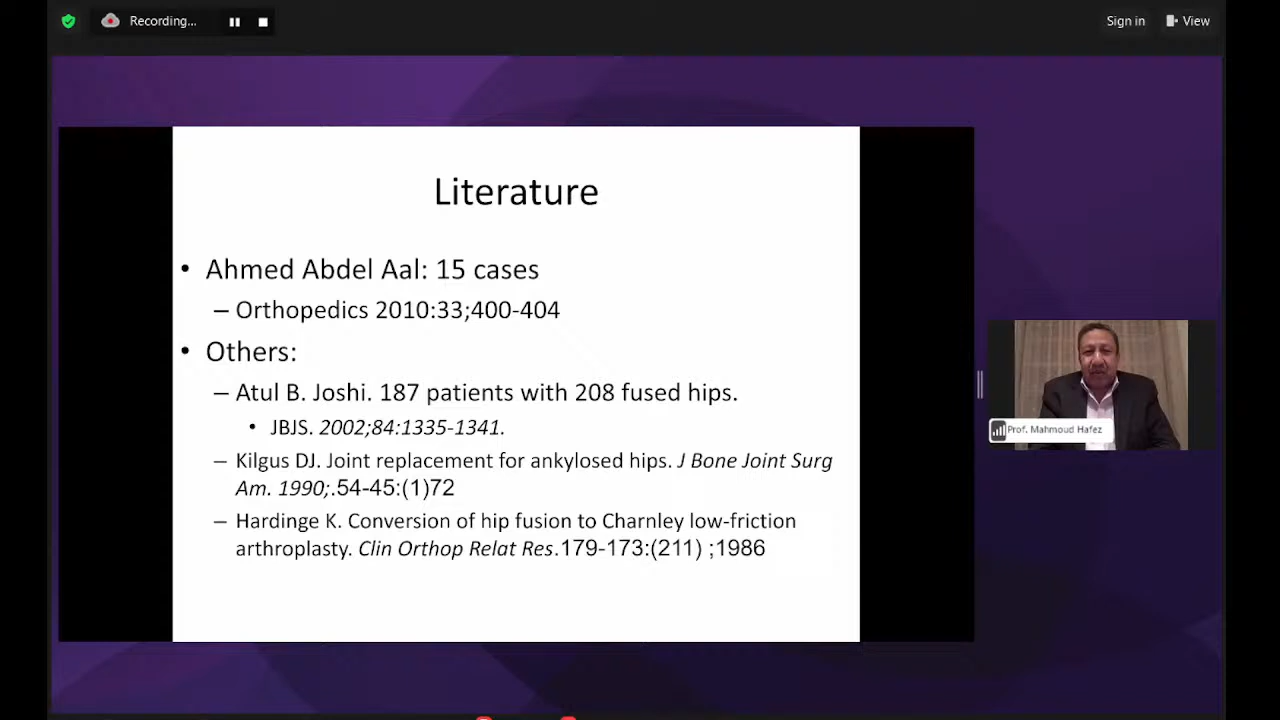 Recording...
Sign in
View
Literature
• Ahmed Abdel Aal: 15 cases
– Orthopedics 2010:33;400-404
• Others:
– Atul B. Joshi. 187 patients with 208 fused hips.
• JBJS. 2002;84:1335-1341.
– Kilgus DJ. Joint replacement for ankylosed hips. J Bone Joint Surg
Am. 1990;.54-45:(1)72
– Hardinge K. Conversion of hip fusion to Charnley low-friction
arthroplasty. Clin Orthop Relat Res.179-173:(211) ;1986
Prof. Mahmoud Hafez